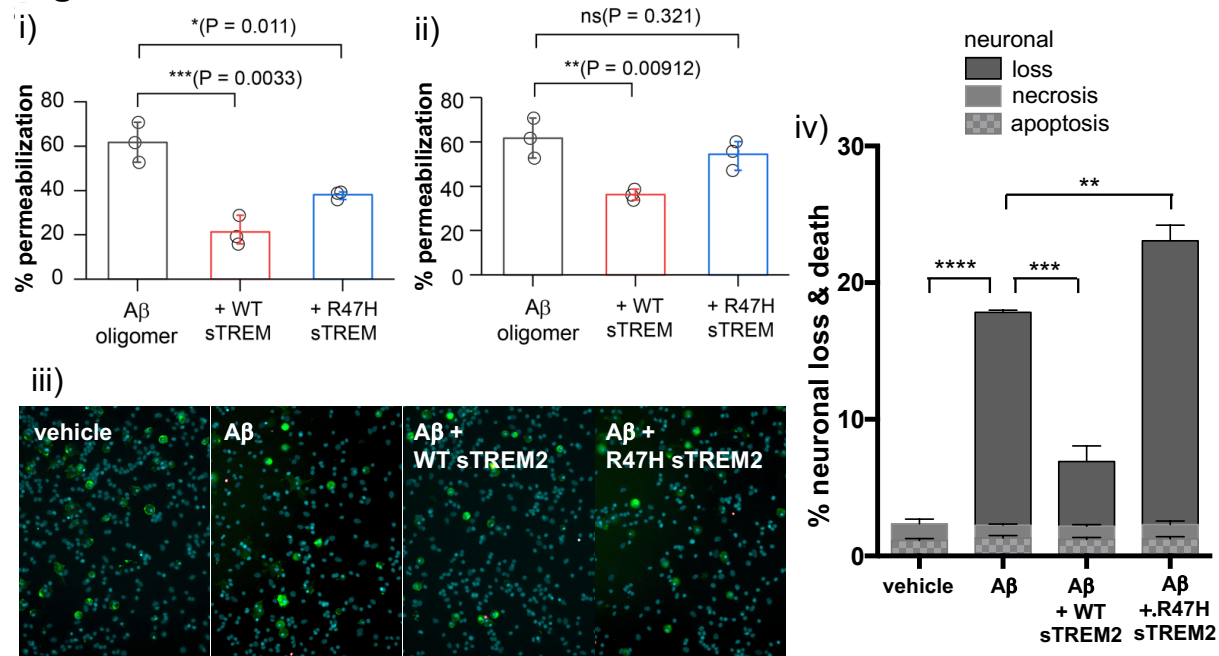 i)
*(P = 0.011)
***(P = 0.0033)
% permeabilization
80
60
40
20
0
Aβ
oligomer
+ WT
sTREM
+ R47H
sTREM
ii)
ns(P = 0.321)
**(P = 0.00912)
% permeabilization
80
60
40
20
0
Aβ
oligomer
+ WT
sTREM
+ R47H
sTREM
iii)
vehicle
Aβ
Aβ +
WT sTREM2
Aβ +
R47H sTREM2
iv)
neuronal
loss
necrosis
apoptosis
% neuronal loss & death
30
20
10
0
****
***
**
vehicle
Aβ
Aβ
+ WT
sTREM2
Aβ
+.R47H
sTREM2